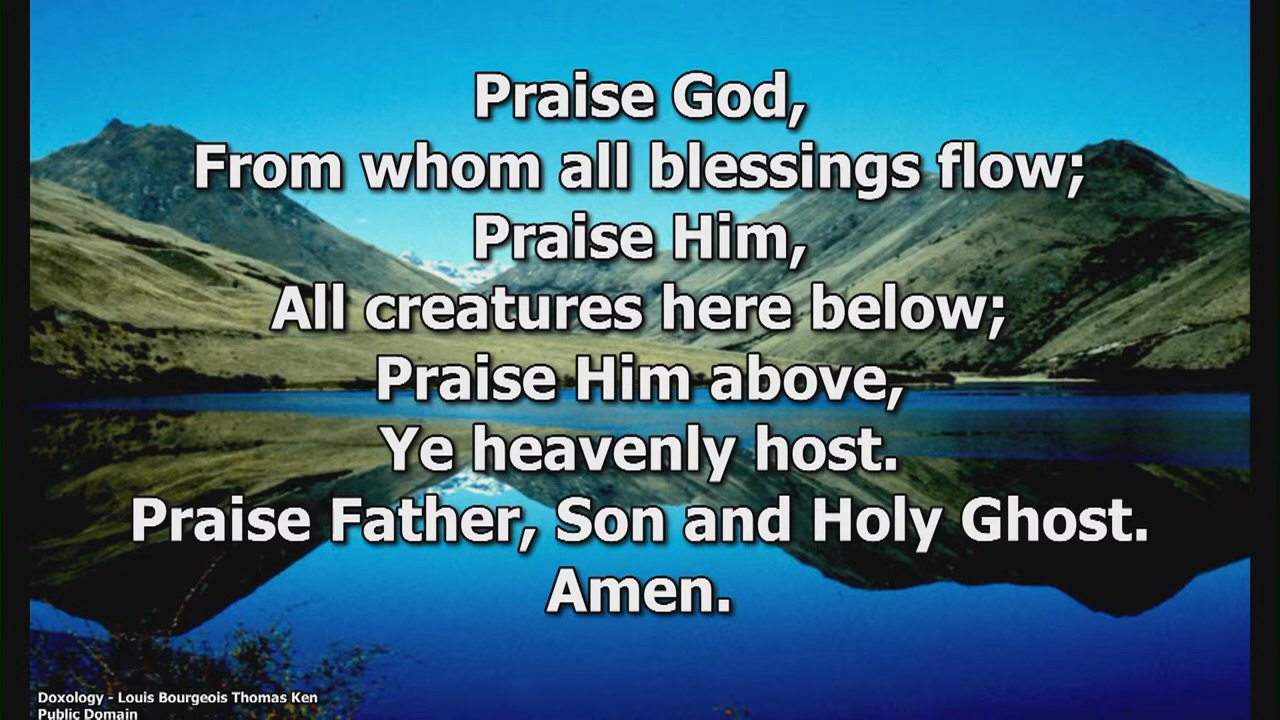 Praise God,
From whom all blessings flow;
Praise Him,
All creatures here below;
Praise Him above,
Ye heavenly host.
Praise Father, Son and Holy Ghost.
Amen.
Doxology - Louis Bourgeois Thomas Ken
Public Domain